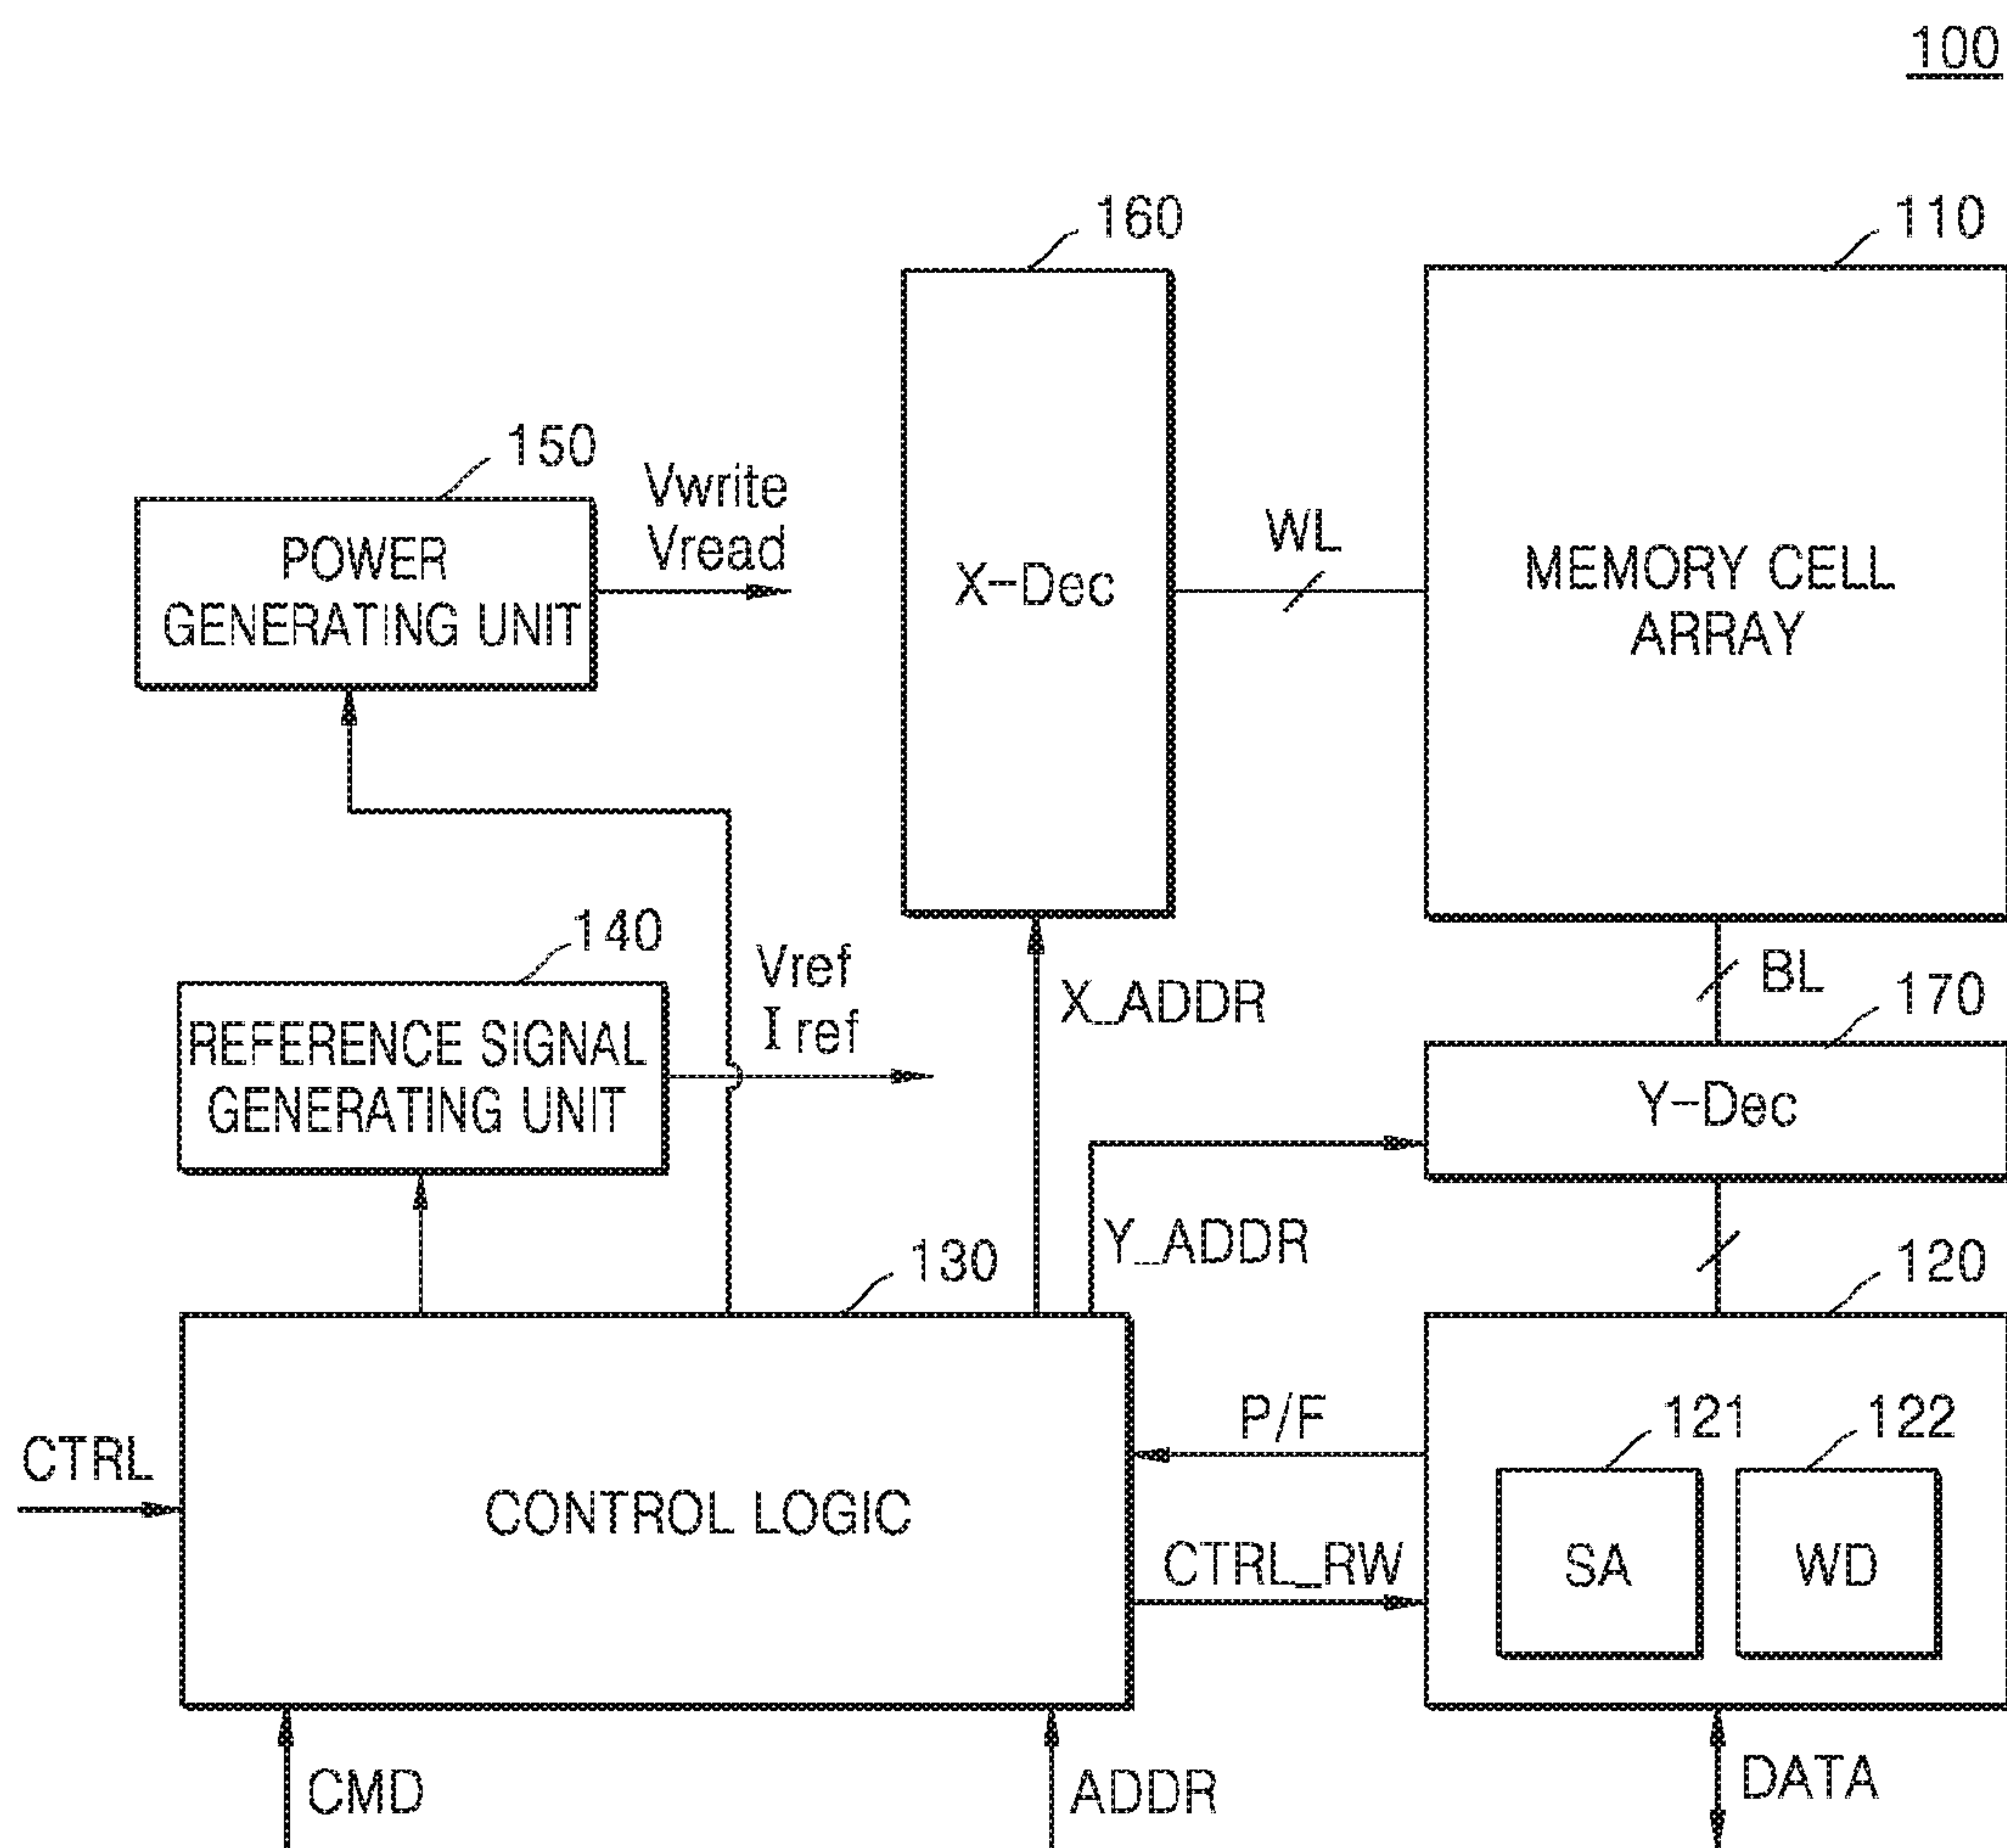 100
160
110
150
Vwrite
Vread
POWER
GENERATING UNIT
X-Dec
WL
MEMORY CELL
ARRAY
140
Vref
Iref
REFERENCE SIGNAL
GENERATING UNIT
X_ADDR
BL
170
Y-Dec
Y_ADDR
130
120
P/F
121
122
CTRL
CONTROL LOGIC
CTRL_RW
SA
WD
CMD
ADDR
DATA